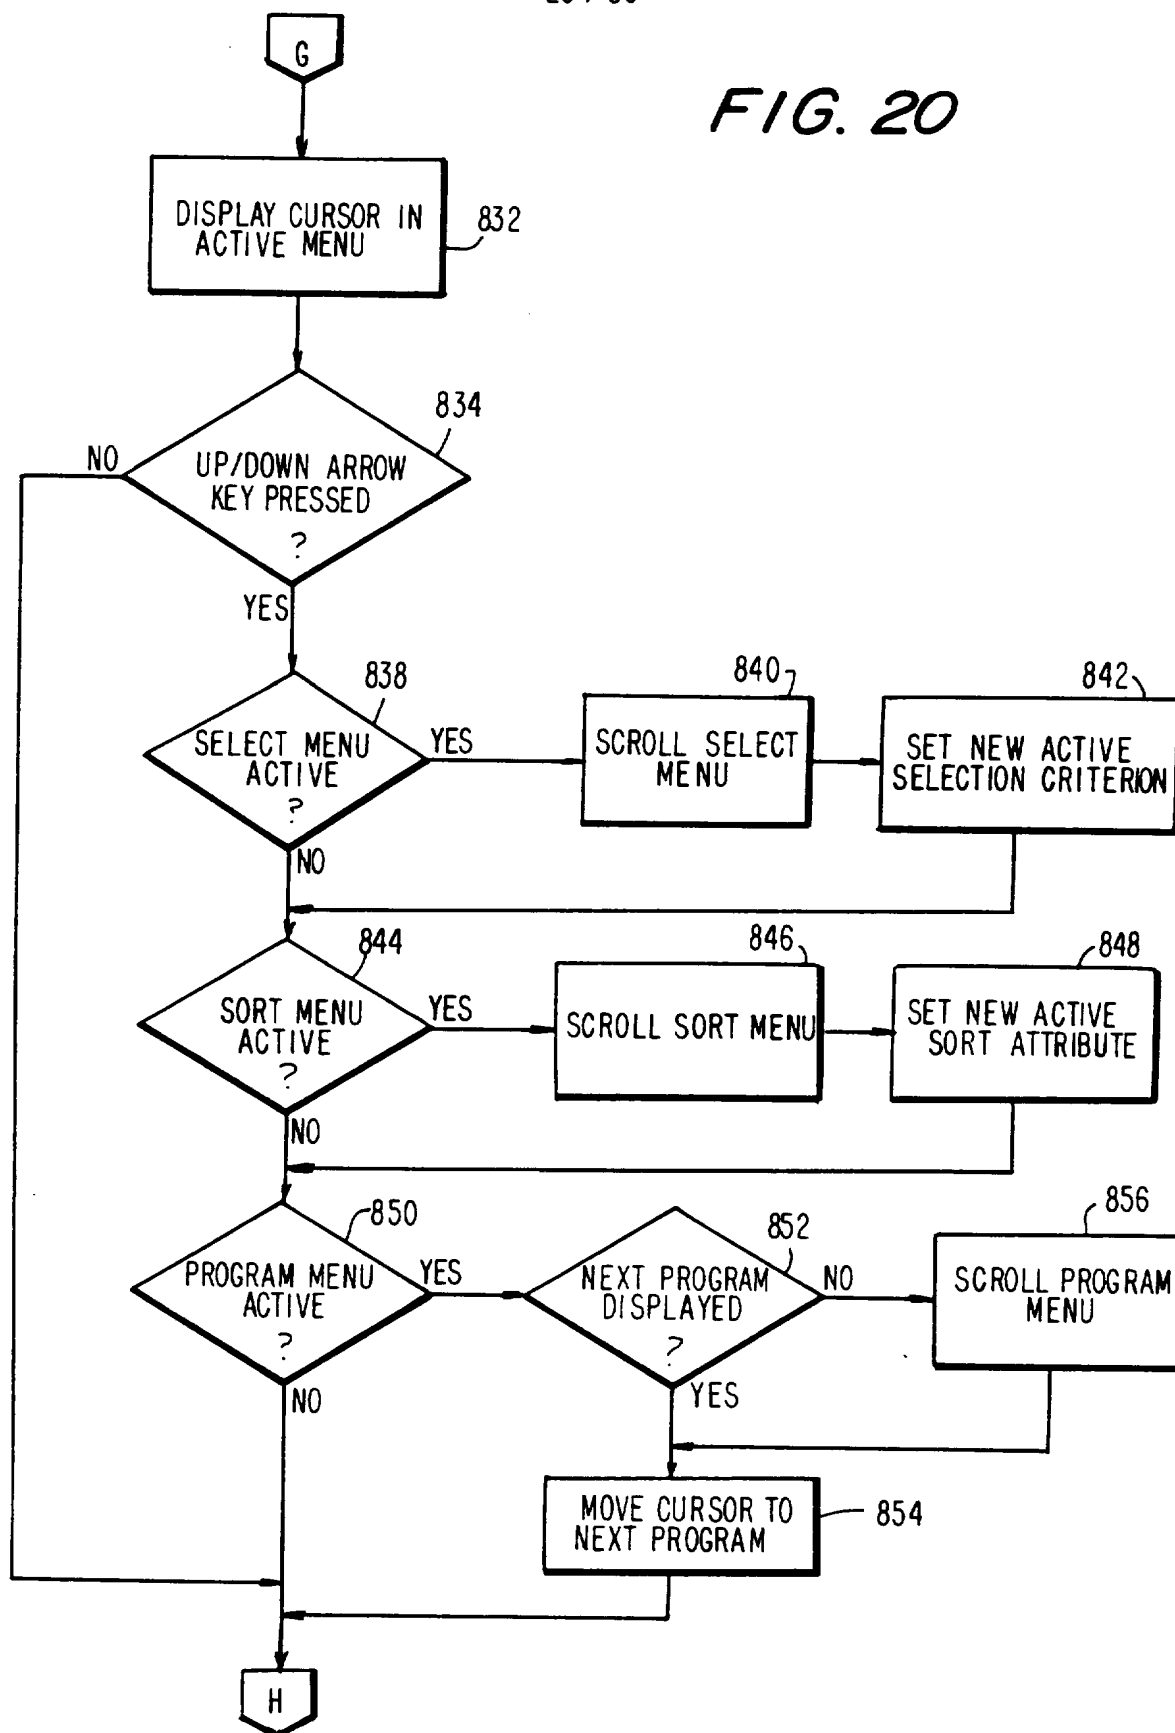 G
FIG. 20
DISPLAY CURSOR IN
ACTIVE MENU
832
834
NO
UP/DOWN ARROW
KEY PRESSED
?
YES
838
SELECT MENU
ACTIVE
?
YES
NO
840
SCROLL SELECT
MENU
842
SET NEW ACTIVE
SELECTION CRITERION
844
SORT MENU
ACTIVE
?
YES
NO
846
SCROLL SORT MENU
848
SET NEW ACTIVE
SORT ATTRIBUTE
850
PROGRAM MENU
ACTIVE
?
YES
NO
852
NEXT PROGRAM
DISPLAYED
?
NO
YES
856
SCROLL PROGRAM
MENU
MOVE CURSOR TO
NEXT PROGRAM
854
H